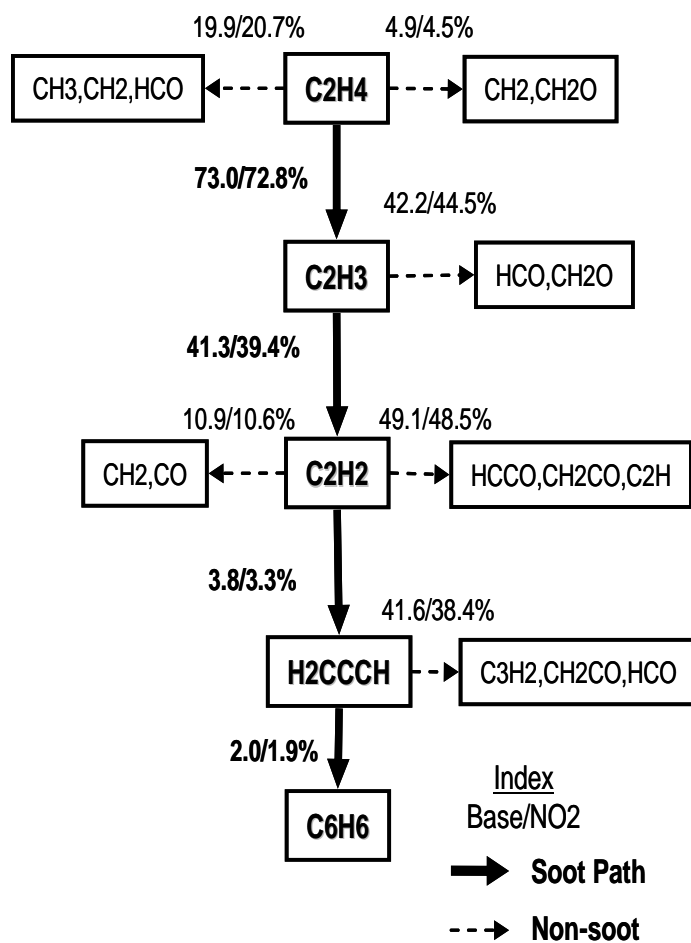 19.9/20.7%
4.9/4.5%
CH3,CH2,HCO
C2H4
CH2,CH2O
73.0/72.8%
42.2/44.5%
C2H3
HCO,CH2O
41.3/39.4%
10.9/10.6%
49.1/48.5%
CH2,CO
C2H2
HCCO,CH2CO,C2H
3.8/3.3%
41.6/38.4%
H2CCCH
C3H2,CH2CO,HCO
2.0/1.9%
C6H6
Index
Base/NO2
Soot Path
Non-soot